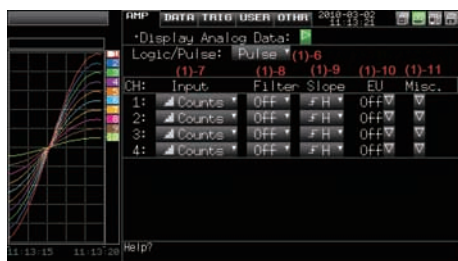 AMP DATA TRIG USER OTHR 2010-03-02 11:13:21
•Display Analog Data:
Logic/Pulse: Pulse (1)-6
(1)-7 (1)-8 (1)-9 (1)-10 (1)-11
CH: Input Filter Slope EU Misc.
1: Counts Off H Off
2: Counts Off H Off
3: Counts Off H Off
4: Counts Off H Off
11:13:15 11:13:20 Help?